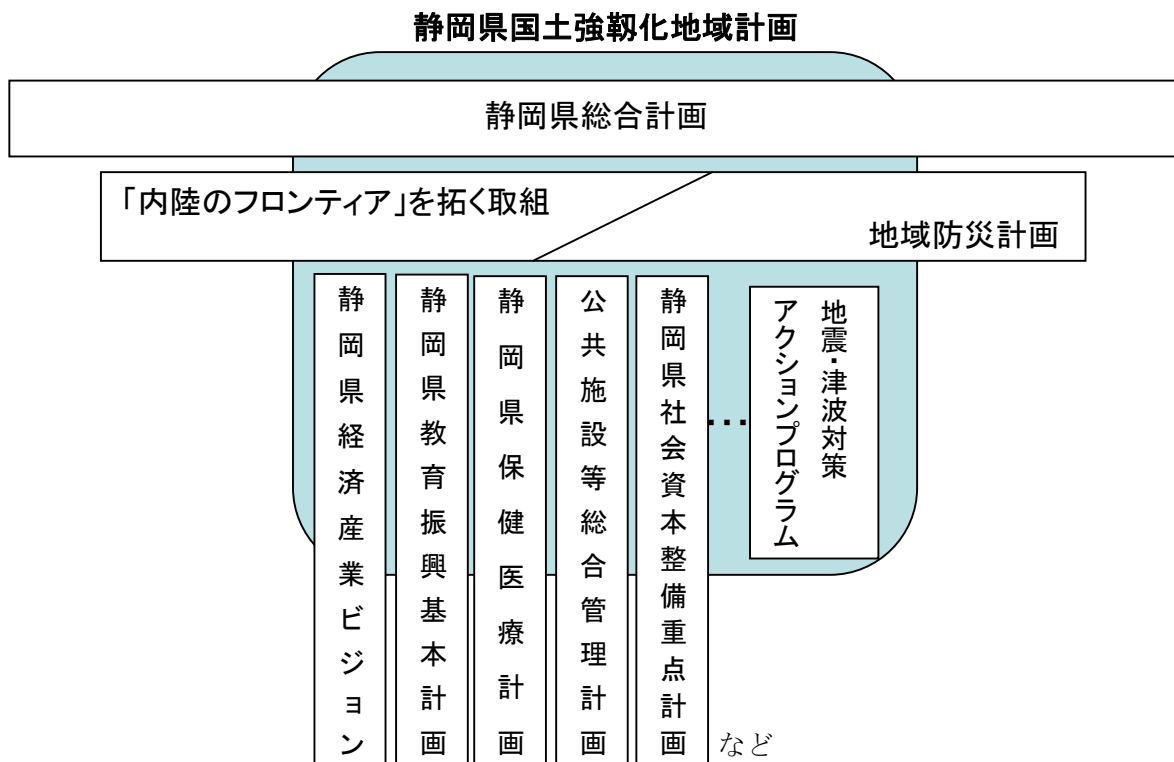 静岡県国土強靱化地域計画
静岡県総合計画
「内陸のフロンティア」を拓く取組
地域防災計画
静岡県経済産業ビジョン
静岡県教育振興基本計画
静岡県保健医療計画
公共施設等総合管理計画
静岡県社会資本整備重点計画
…
地震・津波対策
アクションプログラム
など